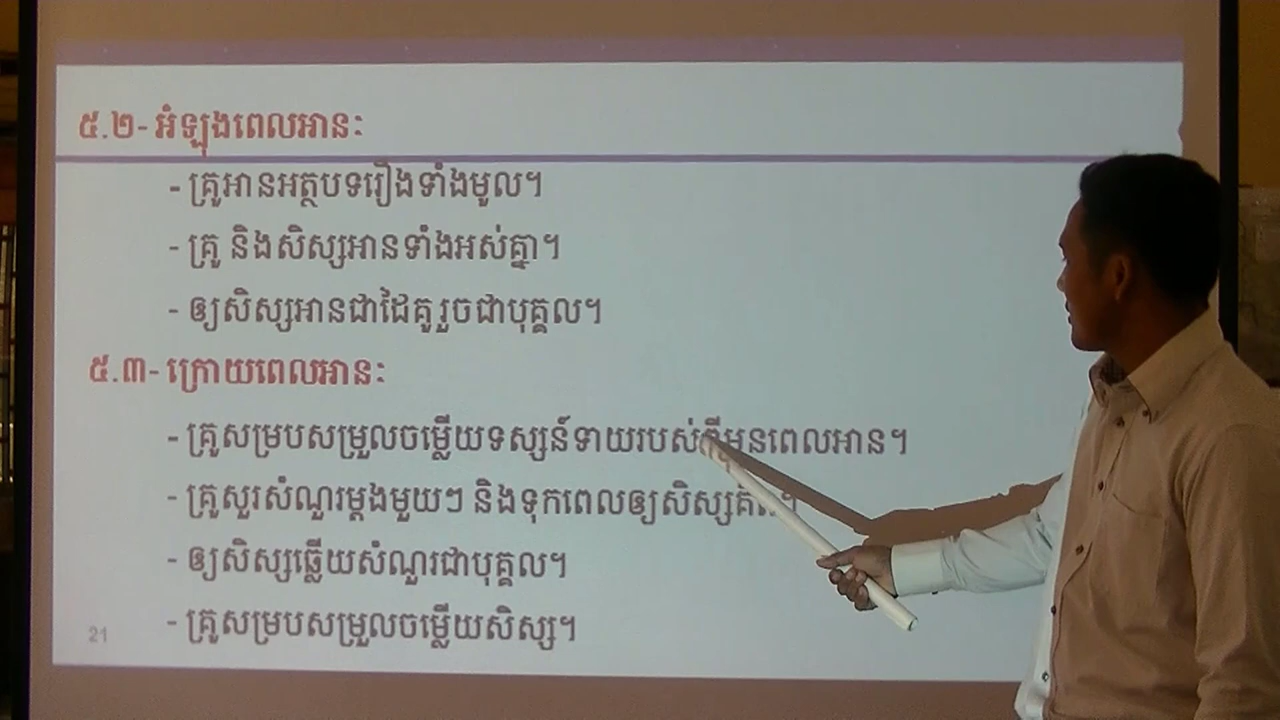 ៥.២- អំឡុងពេលអាន:
- គ្រូអានអត្ថបទរឿងទាំងមូល។
- គ្រូ និងសិស្សអានទាំងអស់គ្នា។
- ឲ្យសិស្សអានជាដៃគូ រួចជាបុគ្គល។
៥.៣- ក្រោយពេលអាន:
- គ្រូសម្របសម្រួលចម្លើយទស្សន៍ទាយរបស់ពីមុនពេលអាន។
- គ្រូសួរសំណួរម្ដងមួយៗ និងទុកពេលឲ្យសិស្សគិត។
- ឲ្យសិស្សឆ្លើយសំណួរជាបុគ្គល។
- គ្រូសម្របសម្រួលចម្លើយសិស្ស។
21